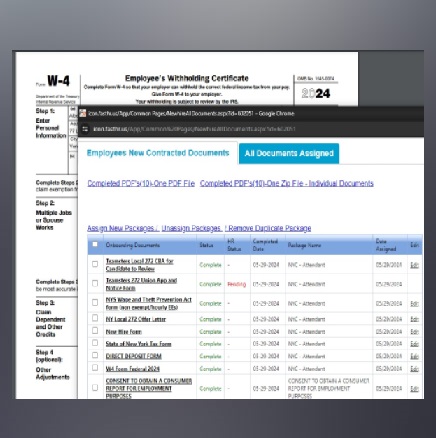 Form W-4
Employee's Withholding Certificate
OMB No. 1545-0074
Complete Form W-4 so that your employer can withhold the correct federal income tax from your pay.
Give Form W-4 to your employer.
Your withholding is subject to review by the IRS.
2024
Department of the Treasury
Internal Revenue Service
Step 1:
Enter
Personal
Information
Google Chrome
Employees New Contracted Documents
All Documents Assigned
Completed PDF's(10)-One PDF File Completed PDF's(10)-One Zip File - Individual Documents
Complete Steps
claim exemption
Step 2:
Multiple Jobs
or Spouse
Works
Assign New Packages / Unassign Packages / Remove Duplicate Package
Onboarding Documents Status HR Status Completed Date Package Name Date Assigned Edit
Teamsters Local 272 CBA for Candidate to Review Complete - 05-29-2024 NYC - Attendant 05/29/2024 Edit
Teamsters 272 Union App and Notice Form Complete Pending 05-29-2024 NYC - Attendant 05/29/2024 Edit
NYS Wage and Theft Prevention Act Form (non exempt/hourly EEs) Complete - 05-29-2024 NYC - Attendant 05/29/2024 Edit
NY Local 272 Offer Letter Complete - 05-29-2024 NYC - Attendant 05/29/2024 Edit
New Hire Form Complete - 05-29-2024 NYC - Attendant 05/29/2024 Edit
State of New York Tax Form Complete - 05-29-2024 NYC - Attendant 05/29/2024 Edit
DIRECT DEPOSIT FORM Complete - 05-29-2024 NYC - Attendant 05/29/2024 Edit
W4 Form Federal 2024 Complete - 05-29-2024 NYC - Attendant 05/29/2024 Edit
CONSENT TO OBTAIN A CONSUMER REPORT FOR EMPLOYMENT PURPOSES Complete - 05-29-2024 CONSENT TO OBTAIN A CONSUMER REPORT FOR EMPLOYMENT PURPOSES 05/29/2024 Edit
Complete Steps
be most accurate
Step 3:
Claim
Dependent
and Other
Credits
Step 4
(optional):
Other
Adjustments